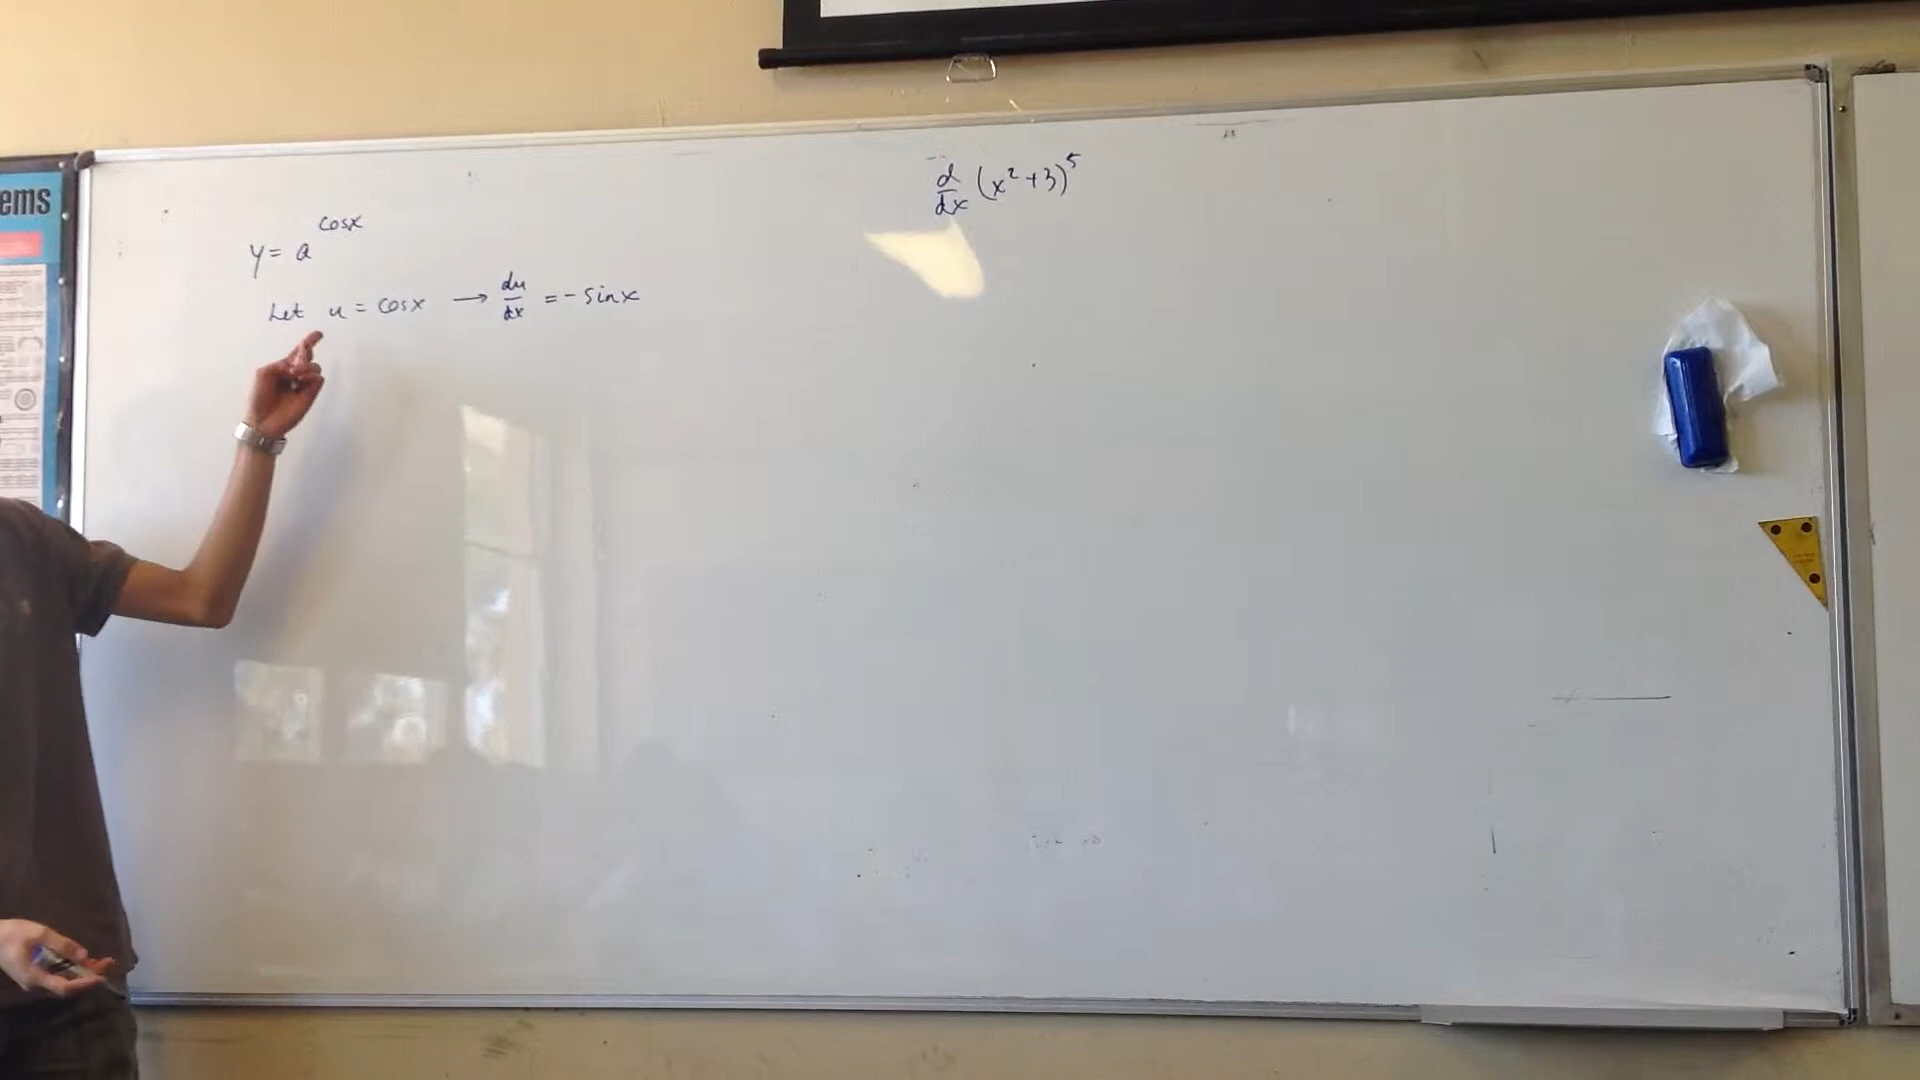 ems
y = a^cosx
Let u = cosx → du/dx = - sinx
d/dx (x²+3)⁵